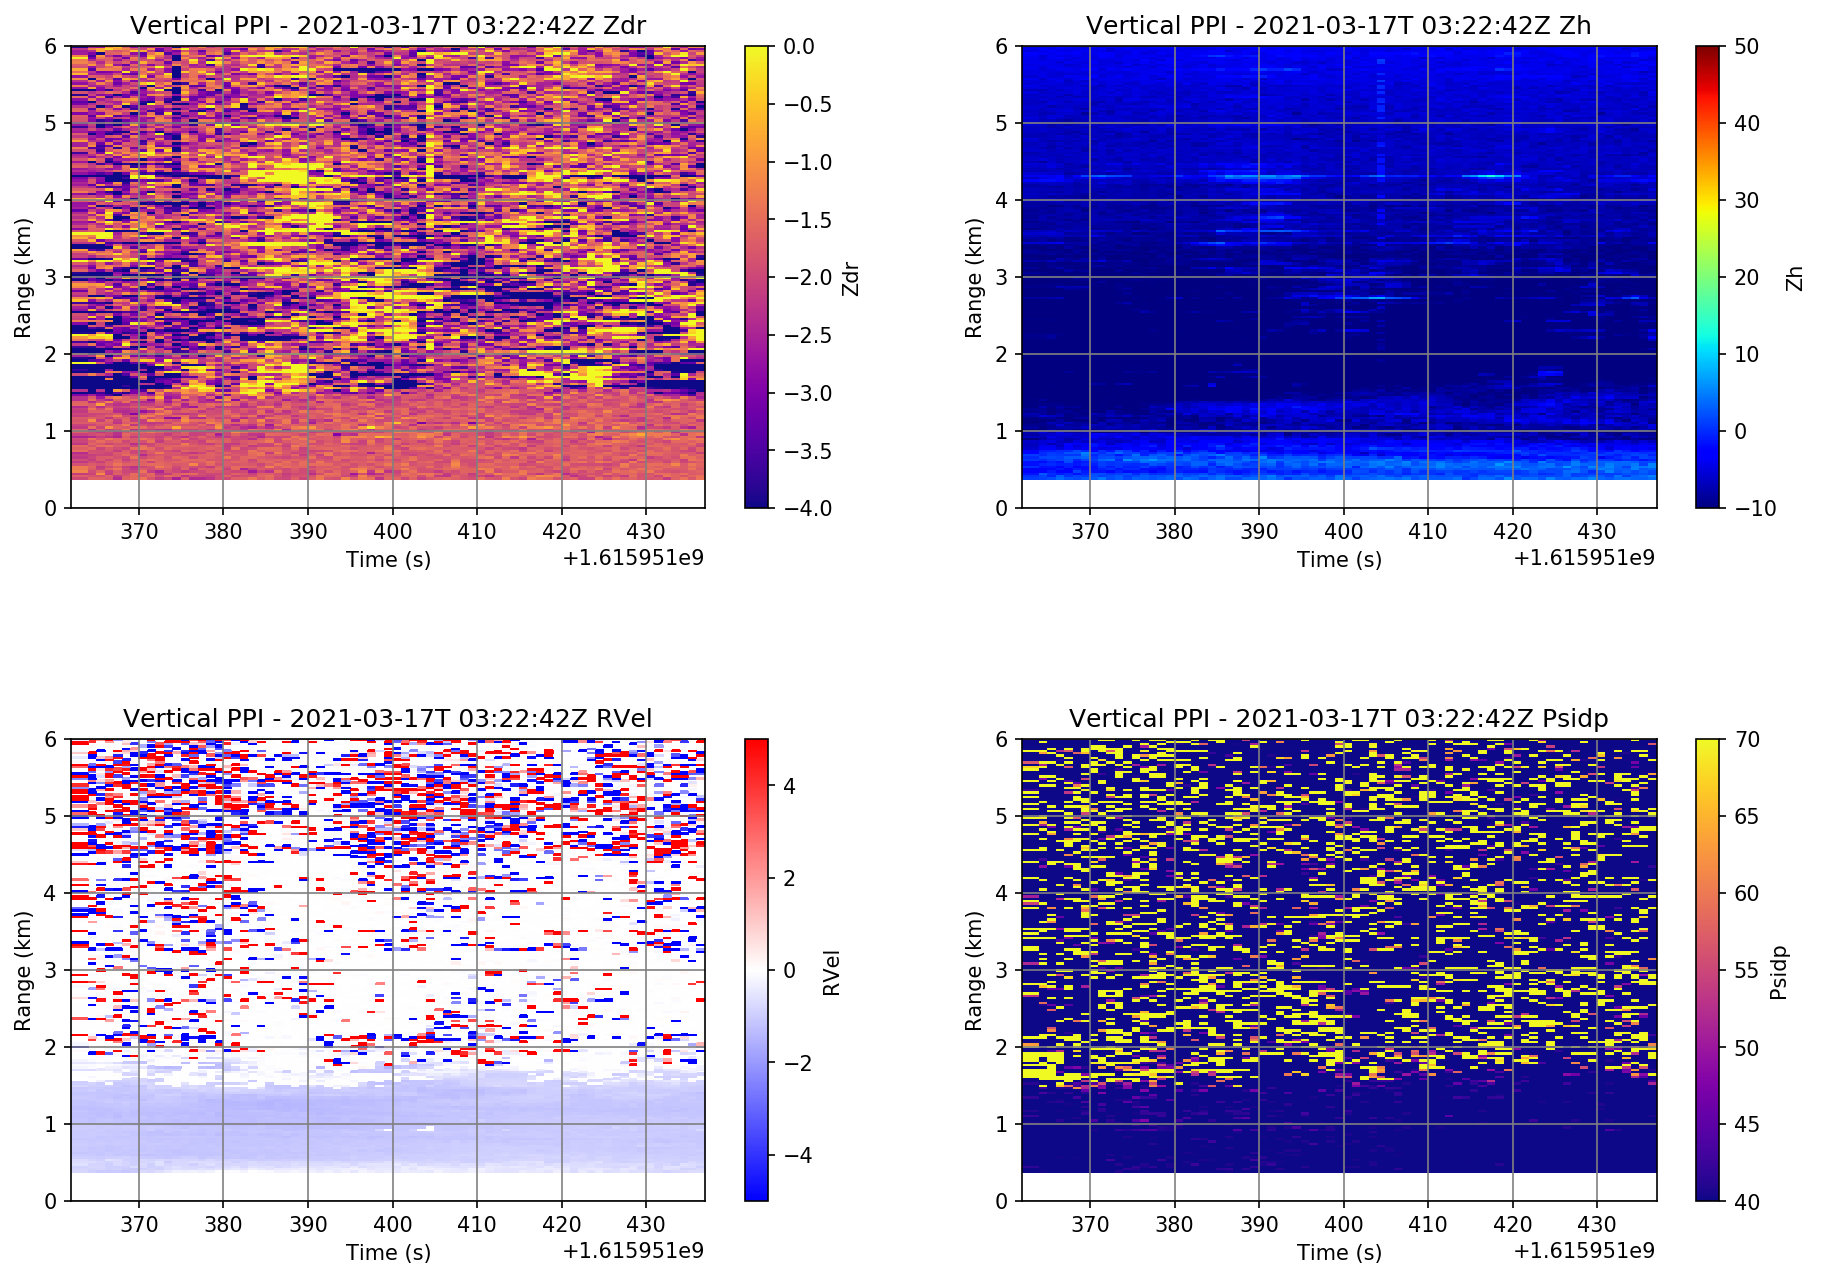 Vertical PPI - 2021-03-17T 03:22:42Z Zdr
6
5
4
3
2
1
0
Range (km)
370 380 390 400 410 420 430
Time (s)
+1.615951e9
0.0
−0.5
−1.0
−1.5
−2.0
−2.5
−3.0
−3.5
−4.0
Zdr
Vertical PPI - 2021-03-17T 03:22:42Z Zh
6
5
4
3
2
1
0
Range (km)
370 380 390 400 410 420 430
Time (s)
+1.615951e9
50
40
30
20
10
0
−10
Zh
Vertical PPI - 2021-03-17T 03:22:42Z RVel
6
5
4
3
2
1
0
Range (km)
370 380 390 400 410 420 430
Time (s)
+1.615951e9
4
2
0
−2
−4
RVel
Vertical PPI - 2021-03-17T 03:22:42Z Psidp
6
5
4
3
2
1
0
Range (km)
370 380 390 400 410 420 430
Time (s)
+1.615951e9
70
65
60
55
50
45
40
Psidp